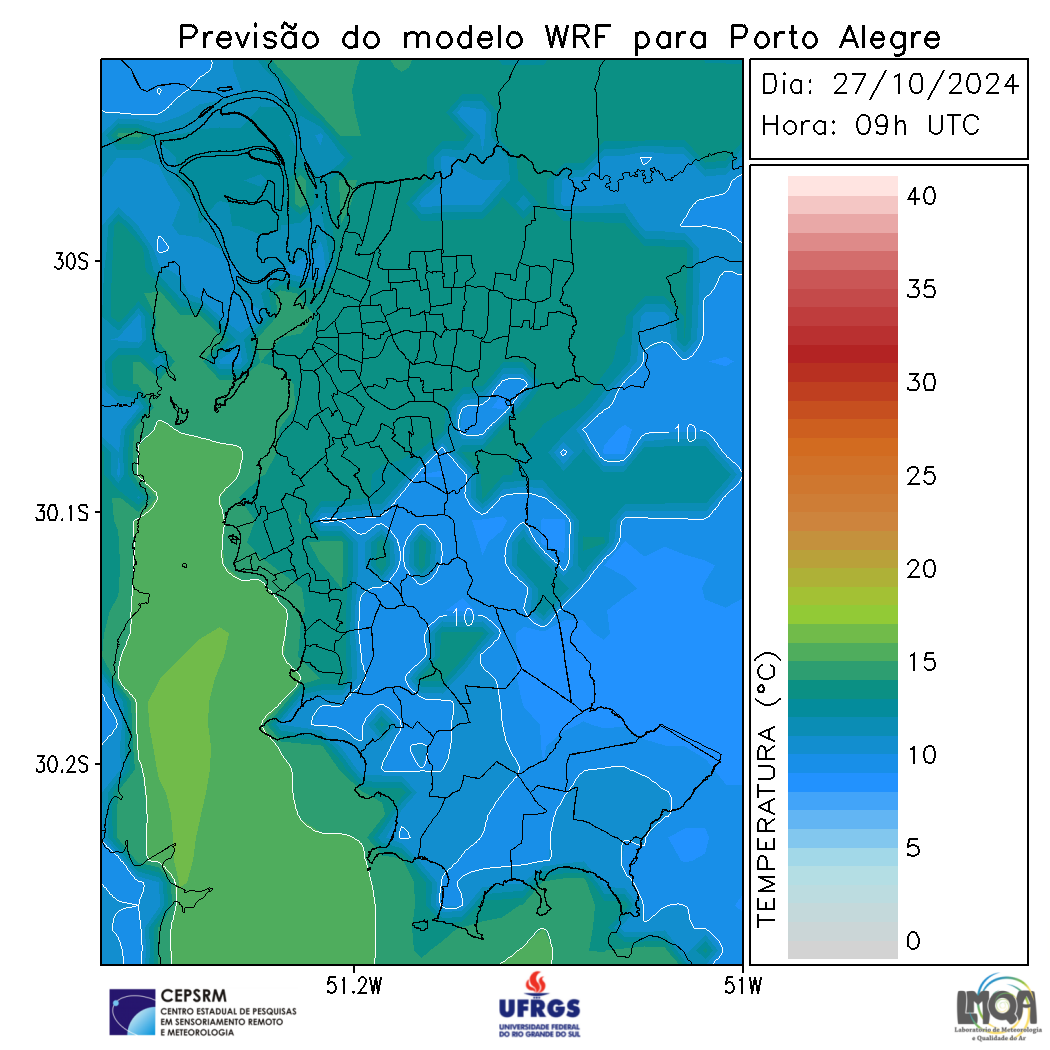 Previsão do modelo WRF para Porto Alegre
Dia: 27/10/2024
Hora: 09h UTC
40
35
30
25
20
15
10
5
0
TEMPERATURA (°C)
30S
30.1S
30.2S
10
10
51.2W
51W
CEPSRM
CENTRO ESTADUAL DE PESQUISAS
EM SENSORIAMENTO REMOTO
E METEOROLOGIA
UFRGS
UNIVERSIDADE FEDERAL
DO RIO GRANDE DO SUL
LMQA
Laboratório de Meteorologia
e Qualidade do Ar